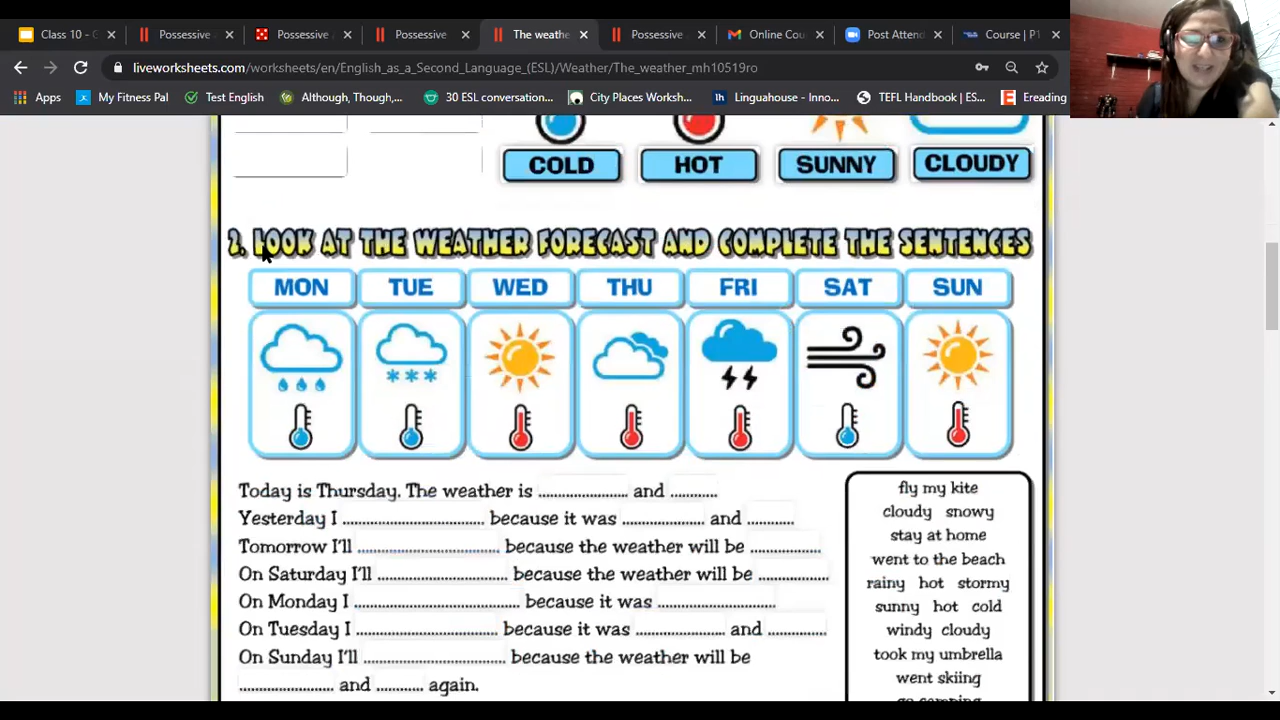 Class 10 - G
Possessive
Possessive
Possessive
The weathe
Possessive
Online Cou
Post Attend
Course | P1
liveworksheets.com/worksheets/en/English_as_a_Second_Language_(ESL)/Weather/The_weather_mh10519ro
Apps
My Fitness Pal
Test English
Although, Though,...
30 ESL conversation...
City Places Worksh...
Linguahouse - Inno...
TEFL Handbook | ES...
Ereading
COLD HOT SUNNY CLOUDY
2. LOOK AT THE WEATHER FORECAST AND COMPLETE THE SENTENCES
MON TUE WED THU FRI SAT SUN
Today is Thursday. The weather is ...................... and ............
Yesterday I ................................... because it was .................... and ............
Tomorrow I'll ................................... because the weather will be .................
On Saturday I'll ................................ because the weather will be .................
On Monday I ......................................... because it was .............................
On Tuesday I ................................... because it was ...................... and ..............
On Sunday I'll ................................... because the weather will be
....................... and ............ again.
fly my kite
cloudy snowy
stay at home
went to the beach
rainy hot stormy
sunny hot cold
windy cloudy
took my umbrella
went skiing
go camping